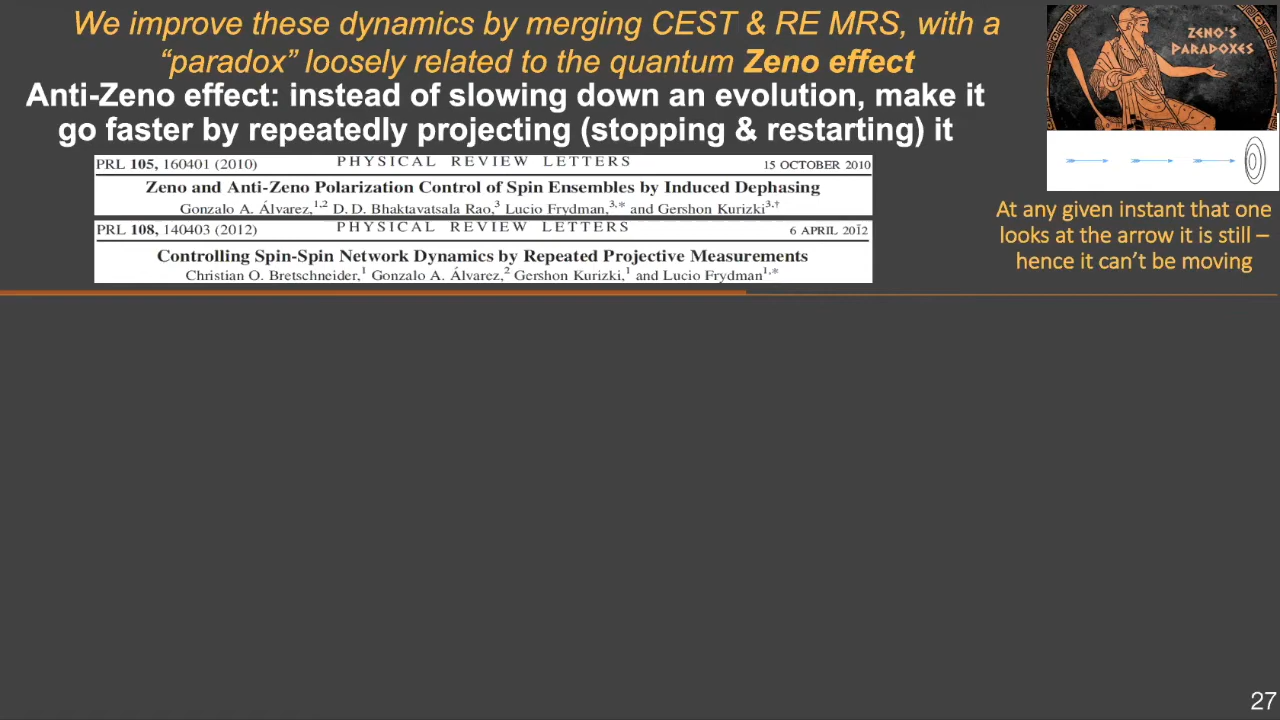 We improve these dynamics by merging CEST & RE MRS, with a
“paradox” loosely related to the quantum Zeno effect
Anti-Zeno effect: instead of slowing down an evolution, make it
go faster by repeatedly projecting (stopping & restarting) it
ZENO'S
PARADOXES
PRL 105, 160401 (2010) PHYSICAL REVIEW LETTERS 15 OCTOBER 2010
Zeno and Anti-Zeno Polarization Control of Spin Ensembles by Induced Dephasing
Gonzalo A. Álvarez,1,2 D. D. Bhaktavatsala Rao,3 Lucio Frydman,3,* and Gershon Kurizki3,†
PRL 108, 140403 (2012) PHYSICAL REVIEW LETTERS 6 APRIL 2012
Controlling Spin-Spin Network Dynamics by Repeated Projective Measurements
Christian O. Bretschneider,1 Gonzalo A. Álvarez,2 Gershon Kurizki,1 and Lucio Frydman1,*
At any given instant that one
looks at the arrow it is still –
hence it can’t be moving
27